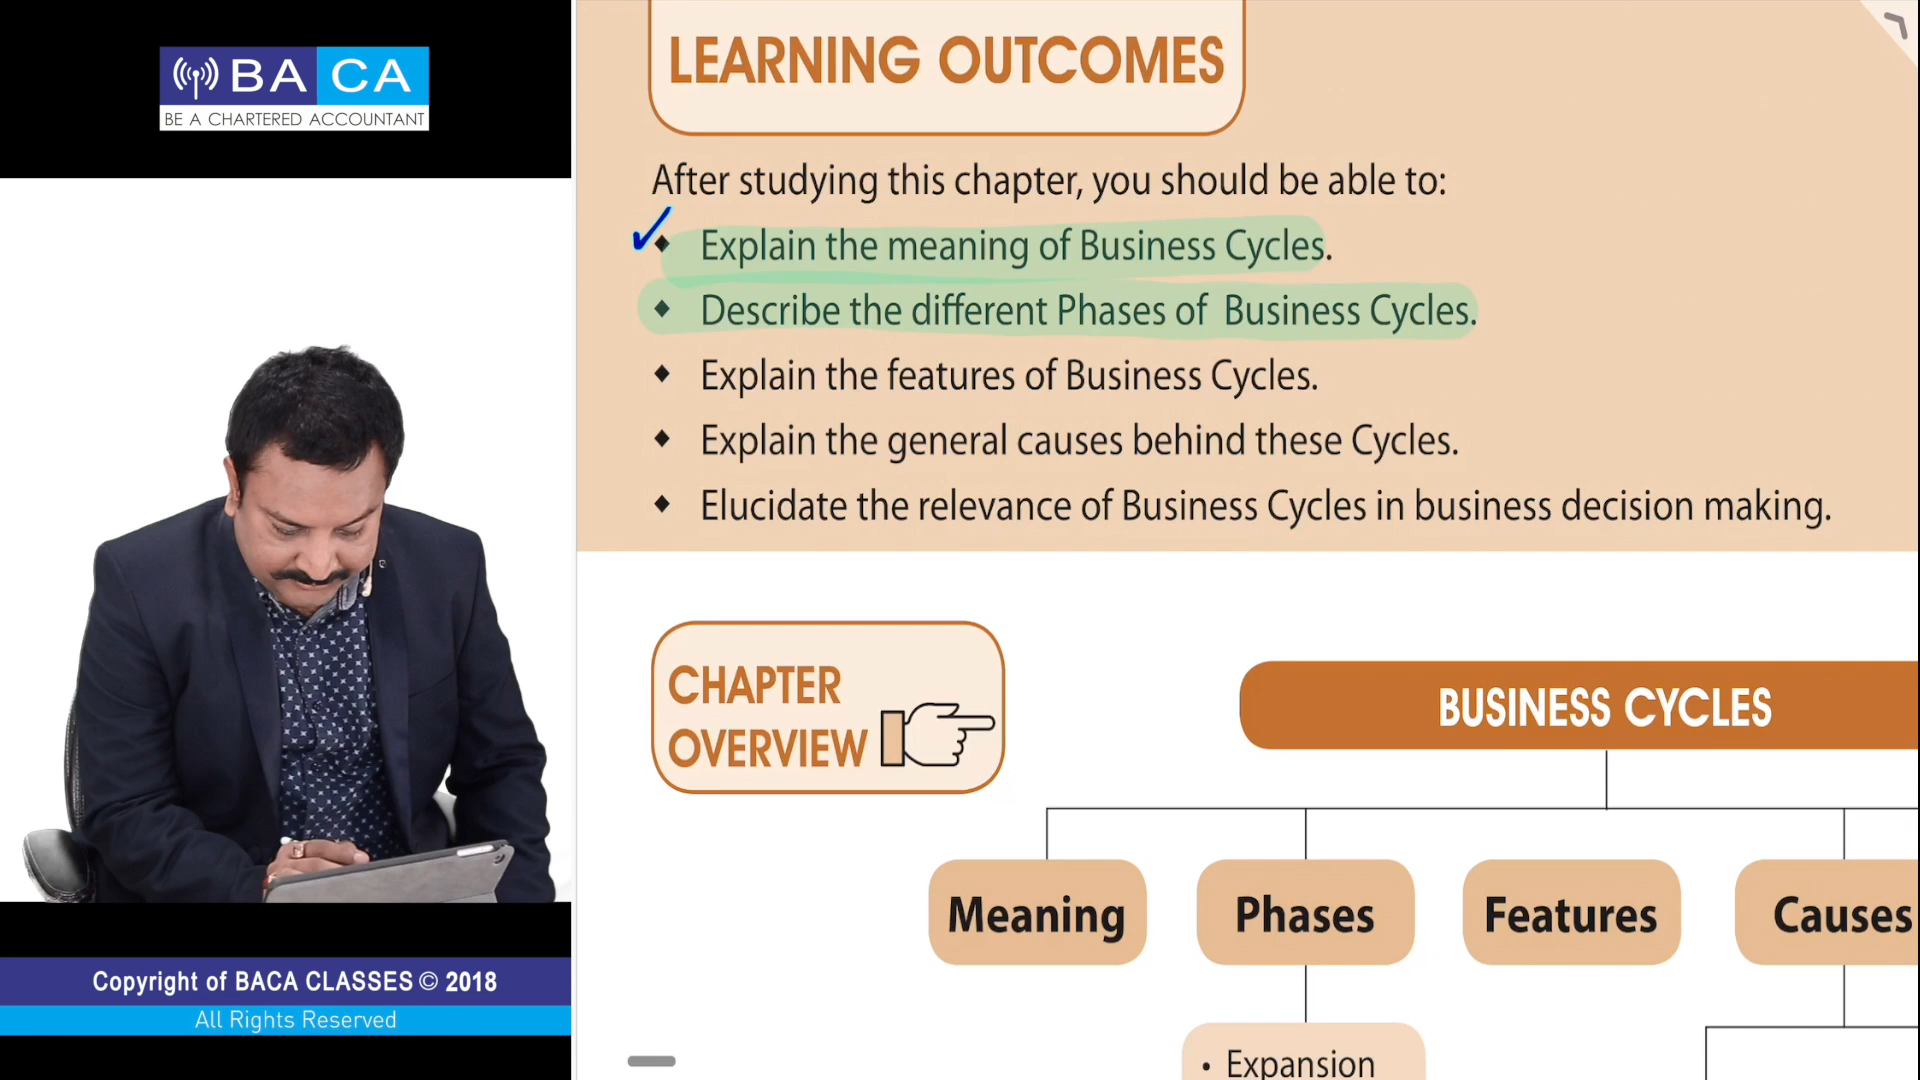 BA CA
BE A CHARTERED ACCOUNTANT
LEARNING OUTCOMES
After studying this chapter, you should be able to:
Explain the meaning of Business Cycles.
Describe the different Phases of Business Cycles.
Explain the features of Business Cycles.
Explain the general causes behind these Cycles.
Elucidate the relevance of Business Cycles in business decision making.
CHAPTER
OVERVIEW
BUSINESS CYCLES
Meaning
Phases
Features
Causes
• Expansion
Copyright of BACA CLASSES © 2018
All Rights Reserved